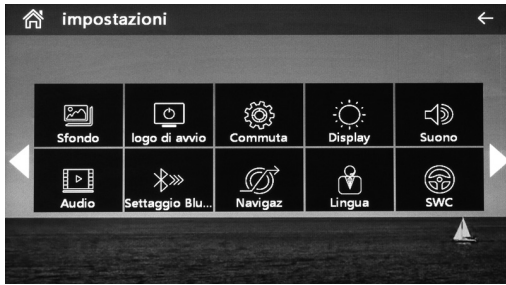 impostazioni
Sfondo
logo di avvio
Commuta
Display
Suono
Audio
Settaggio Blu...
Navigaz
Lingua
SWC